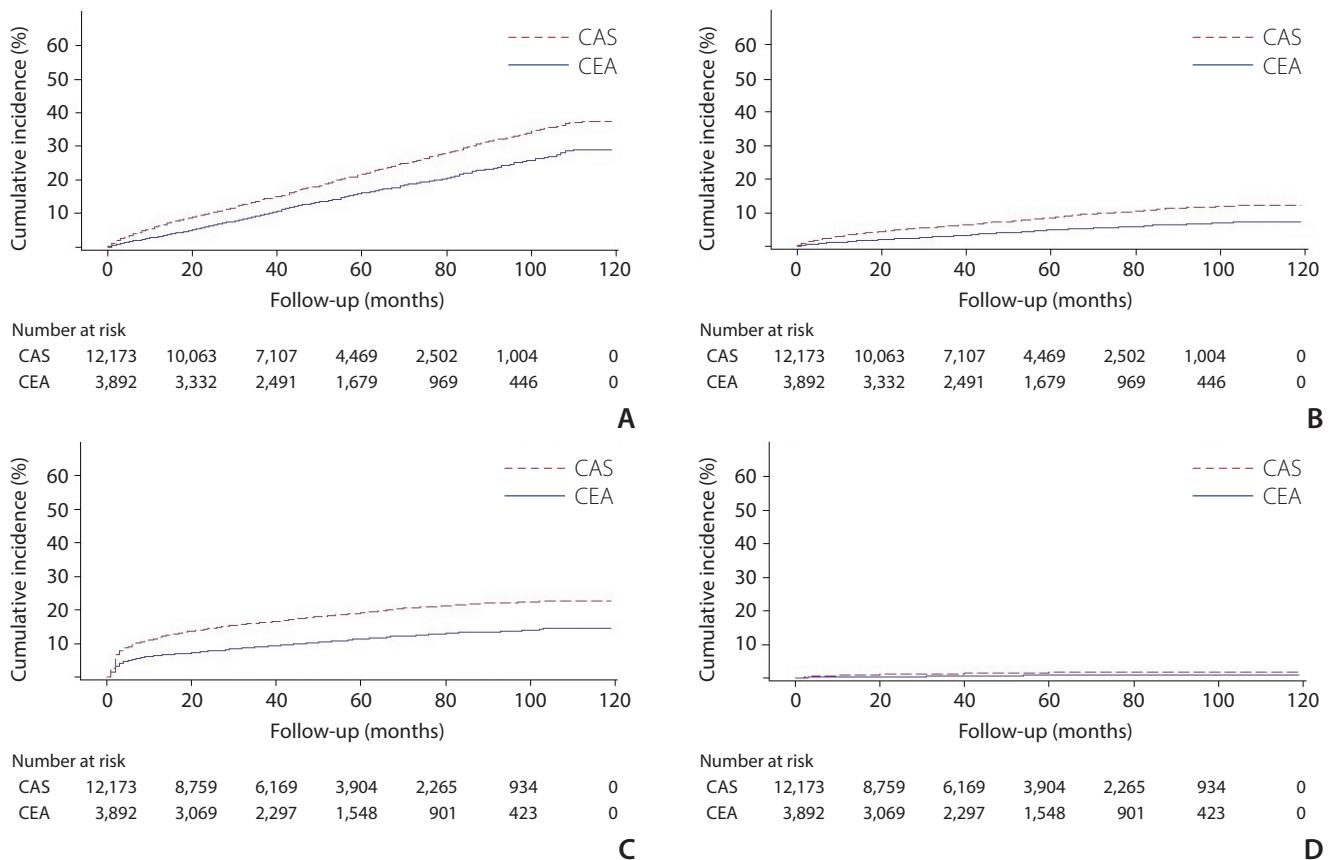 Cumulative incidence (%)
60
50
40
30
20
10
0 20 40 60 80 100 120
Follow-up (months)
CAS
CEA
Number at risk
CAS 12,173 10,063 7,107 4,469 2,502 1,004 0
CEA 3,892 3,332 2,491 1,679 969 446 0
A
Cumulative incidence (%)
60
50
40
30
20
10
0 20 40 60 80 100 120
Follow-up (months)
CAS
CEA
Number at risk
CAS 12,173 10,063 7,107 4,469 2,502 1,004 0
CEA 3,892 3,332 2,491 1,679 969 446 0
B
Cumulative incidence (%)
60
50
40
30
20
10
0 20 40 60 80 100 120
Follow-up (months)
CAS
CEA
Number at risk
CAS 12,173 8,759 6,169 3,904 2,265 934 0
CEA 3,892 3,069 2,297 1,548 901 423 0
C
Cumulative incidence (%)
60
50
40
30
20
10
0 20 40 60 80 100 120
Follow-up (months)
CAS
CEA
Number at risk
CAS 12,173 8,759 6,169 3,904 2,265 934 0
CEA 3,892 3,069 2,297 1,548 901 423 0
D